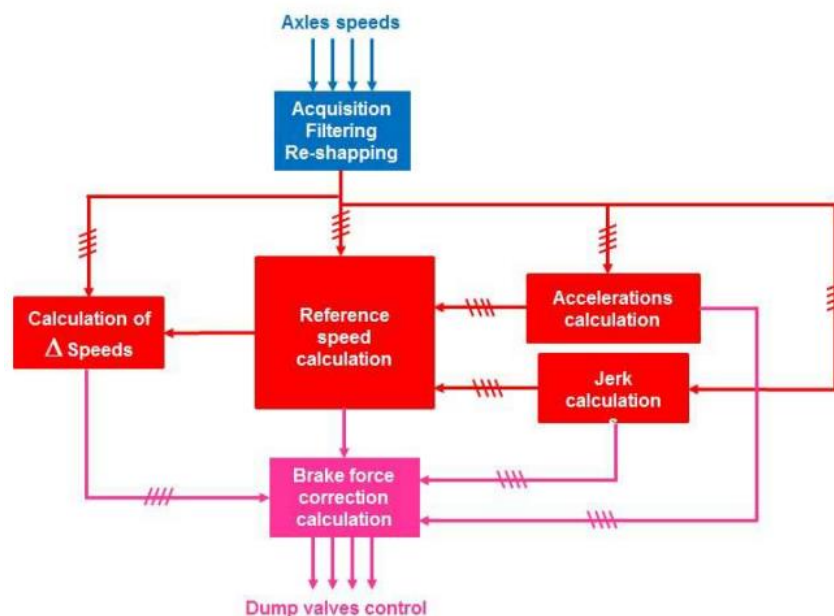 Axles speeds
Acquisition
Filtering
Re-shapping
Calculation of
Δ Speeds
Reference
speed
calculation
Accelerations
calculation
Jerk
calculation
s
Brake force
correction
calculation
Dump valves control